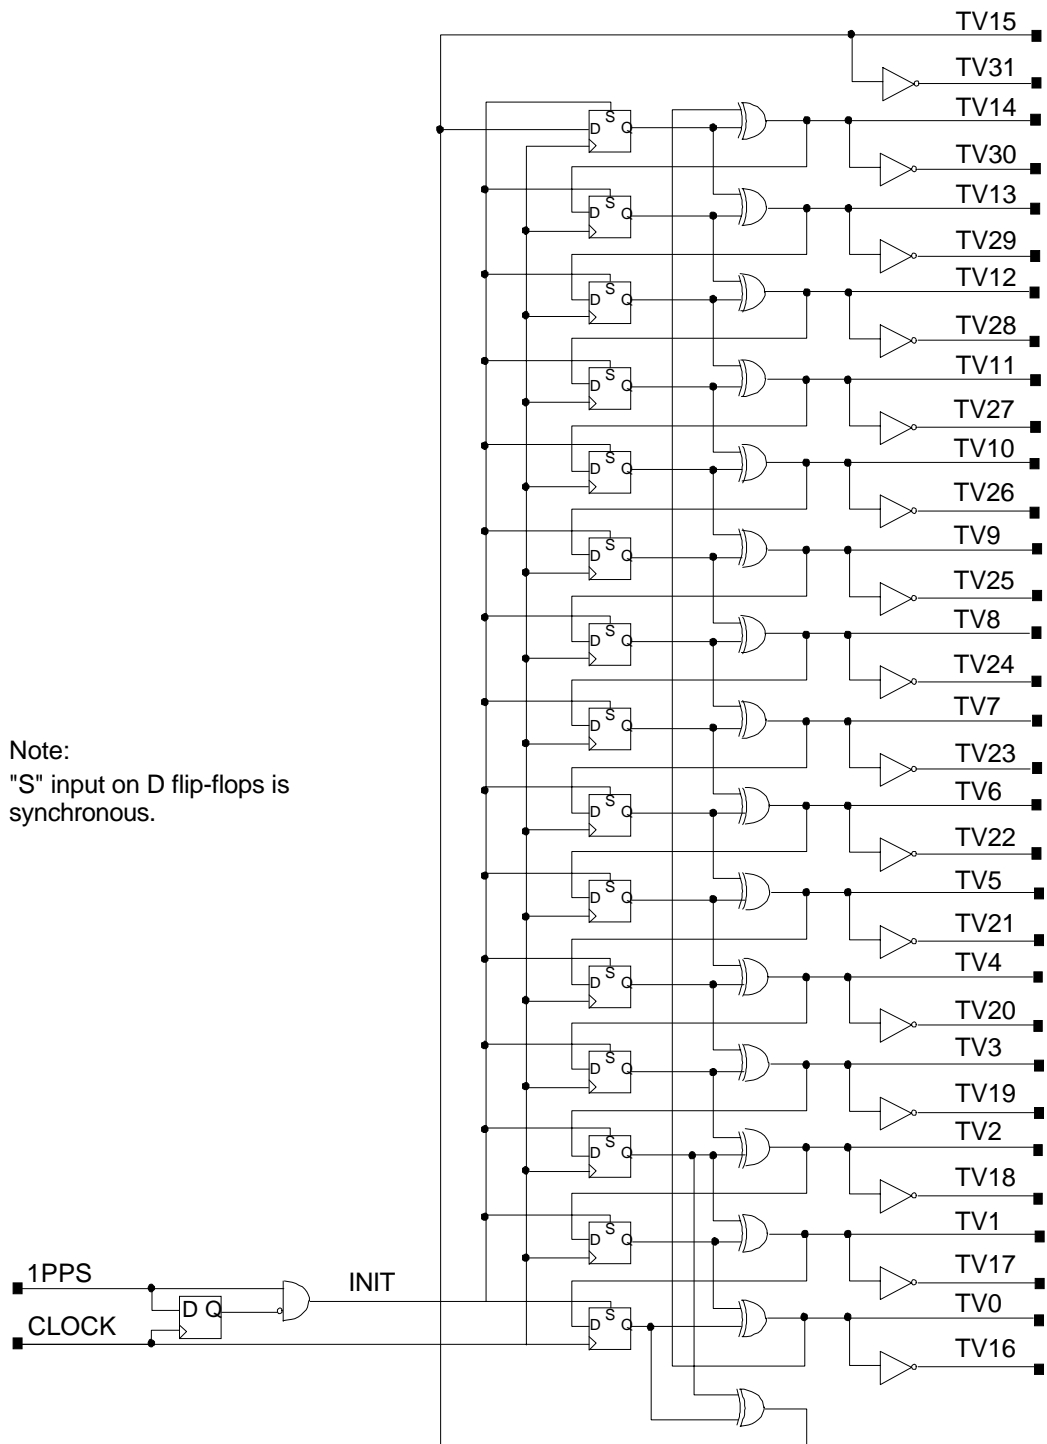 TV15
TV31
TV14
S
D Q
TV30
TV13
S
D Q
TV29
TV12
S
D Q
TV28
TV11
S
D Q
TV27
TV10
S
D Q
TV26
TV9
S
D Q
TV25
TV8
S
D Q
TV24
TV7
S
D Q
TV23
Note:
"S" input on D flip-flops is
synchronous.
TV6
S
D Q
TV22
TV5
S
D Q
TV21
TV4
S
D Q
TV20
TV3
S
D Q
TV19
TV2
S
D Q
TV18
TV1
S
D Q
TV17
1PPS
INIT
D Q
CLOCK
S
D Q
TV0
TV16